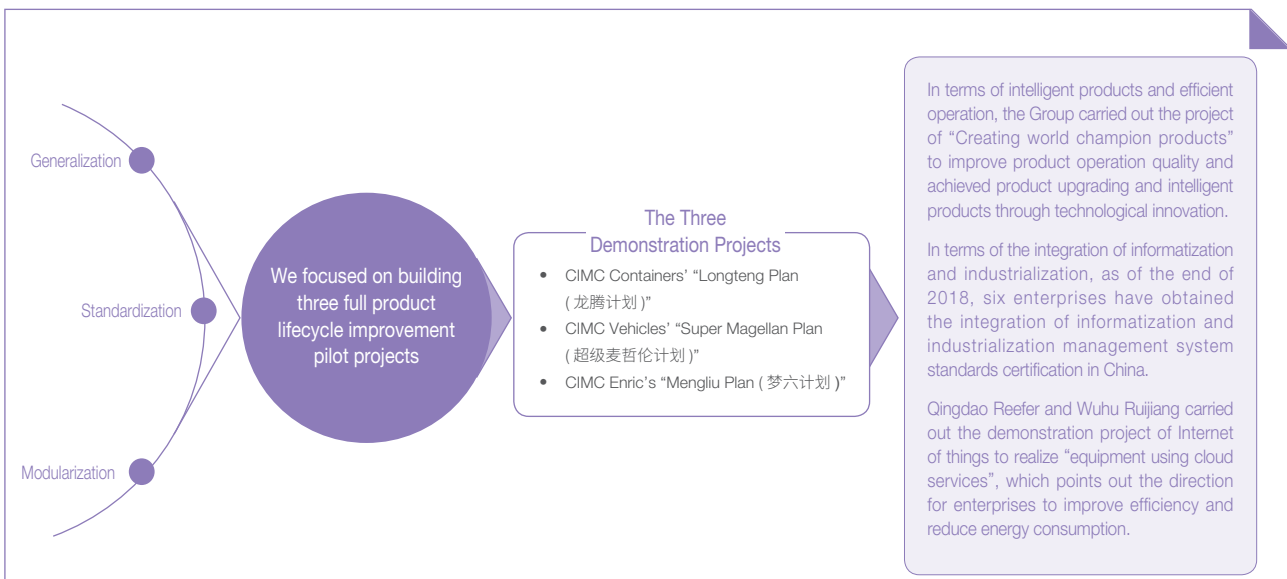 Generalization
Standardization
Modularization
We focused on building
three full product
lifecycle improvement
pilot projects
The Three
Demonstration Projects
• CIMC Containers’ “Longteng Plan
( 龙腾计划 )”
• CIMC Vehicles’ “Super Magellan Plan
( 超级麦哲伦计划 )”
• CIMC Enric’s “Mengliu Plan ( 梦六计划 )”
In terms of intelligent products and efficient
operation, the Group carried out the project
of “Creating world champion products”
to improve product operation quality and
achieved product upgrading and intelligent
products through technological innovation.
In terms of the integration of informatization
and industrialization, as of the end of
2018, six enterprises have obtained
the integration of informatization and
industrialization management system
standards certification in China.
Qingdao Reefer and Wuhu Ruijiang carried
out the demonstration project of Internet
of things to realize “equipment using cloud
services”, which points out the direction
for enterprises to improve efficiency and
reduce energy consumption.